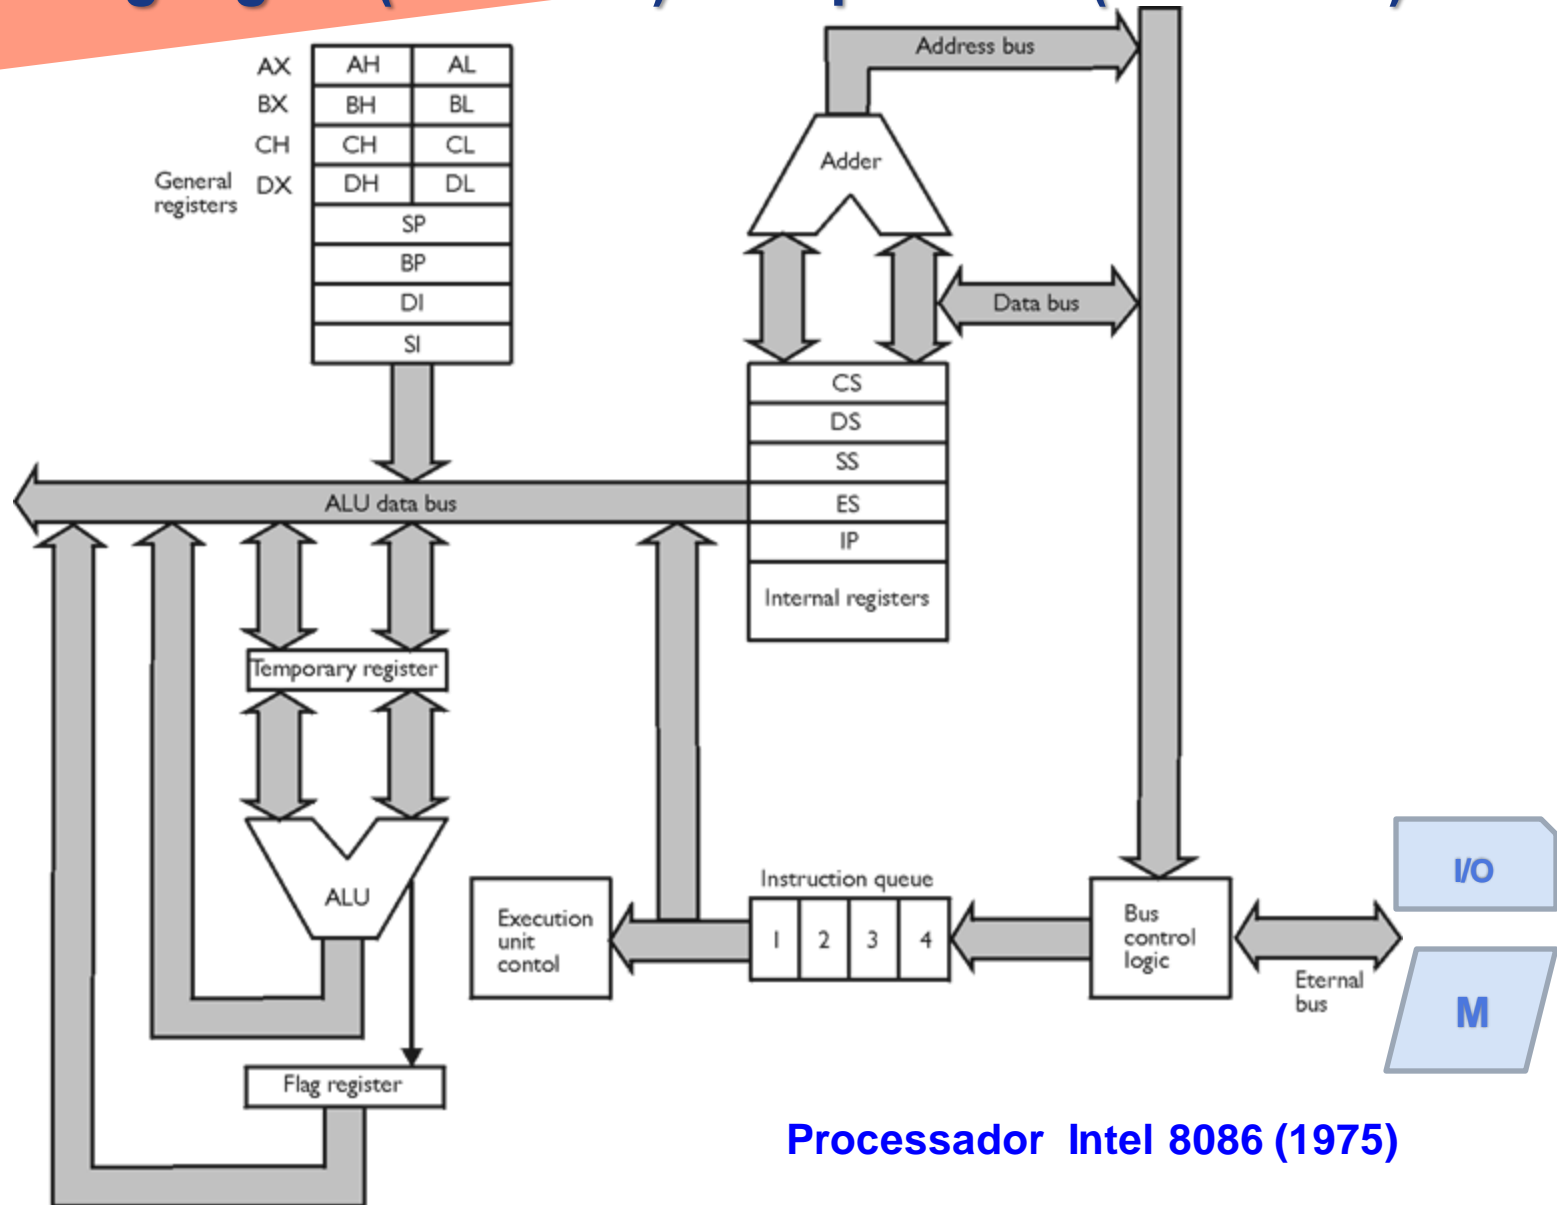 Address bus
AX AH AL
BX BH BL
CH CH CL
General
registers
DX DH DL
SP
BP
DI
SI
Adder
Data bus
CS
DS
SS
ES
IP
Internal registers
ALU data bus
Temporary register
ALU
Flag register
Execution
unit
contol
Instruction queue
1 2 3 4
Bus
control
logic
Eternal
bus
I/O
M
Processador Intel 8086 (1975)